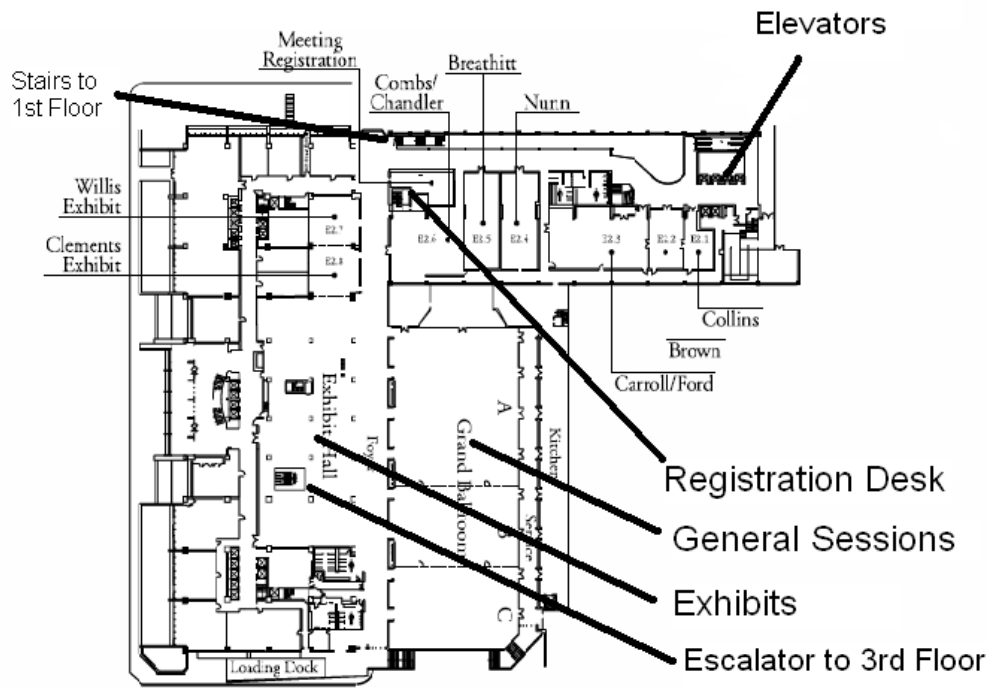 Elevators
Meeting
Registration
Breathitt
Stairs to
1st Floor
Combs/
Chandler
Nunn
Willis
Exhibit
E2.7
Clements
Exhibit
E2.8
E2.6
E2.5
E2.4
E2.3
E2.2
E2.1
Collins
Brown
Carroll/Ford
Exhibit Hall
Foyer
A
Grand Ballroom
B
C
Kitchen
Service
Registration Desk
General Sessions
Exhibits
Escalator to 3rd Floor
Loading Dock